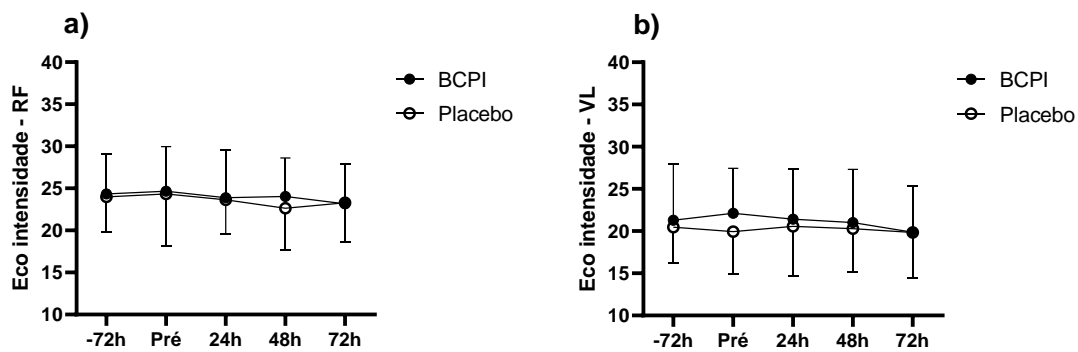 a)
Eco intensidade - RF
40
35
30
25
20
15
10
-72h Pré 24h 48h 72h
BCPI
Placebo
b)
Eco intensidade - VL
40
35
30
25
20
15
10
-72h Pré 24h 48h 72h
BCPI
Placebo